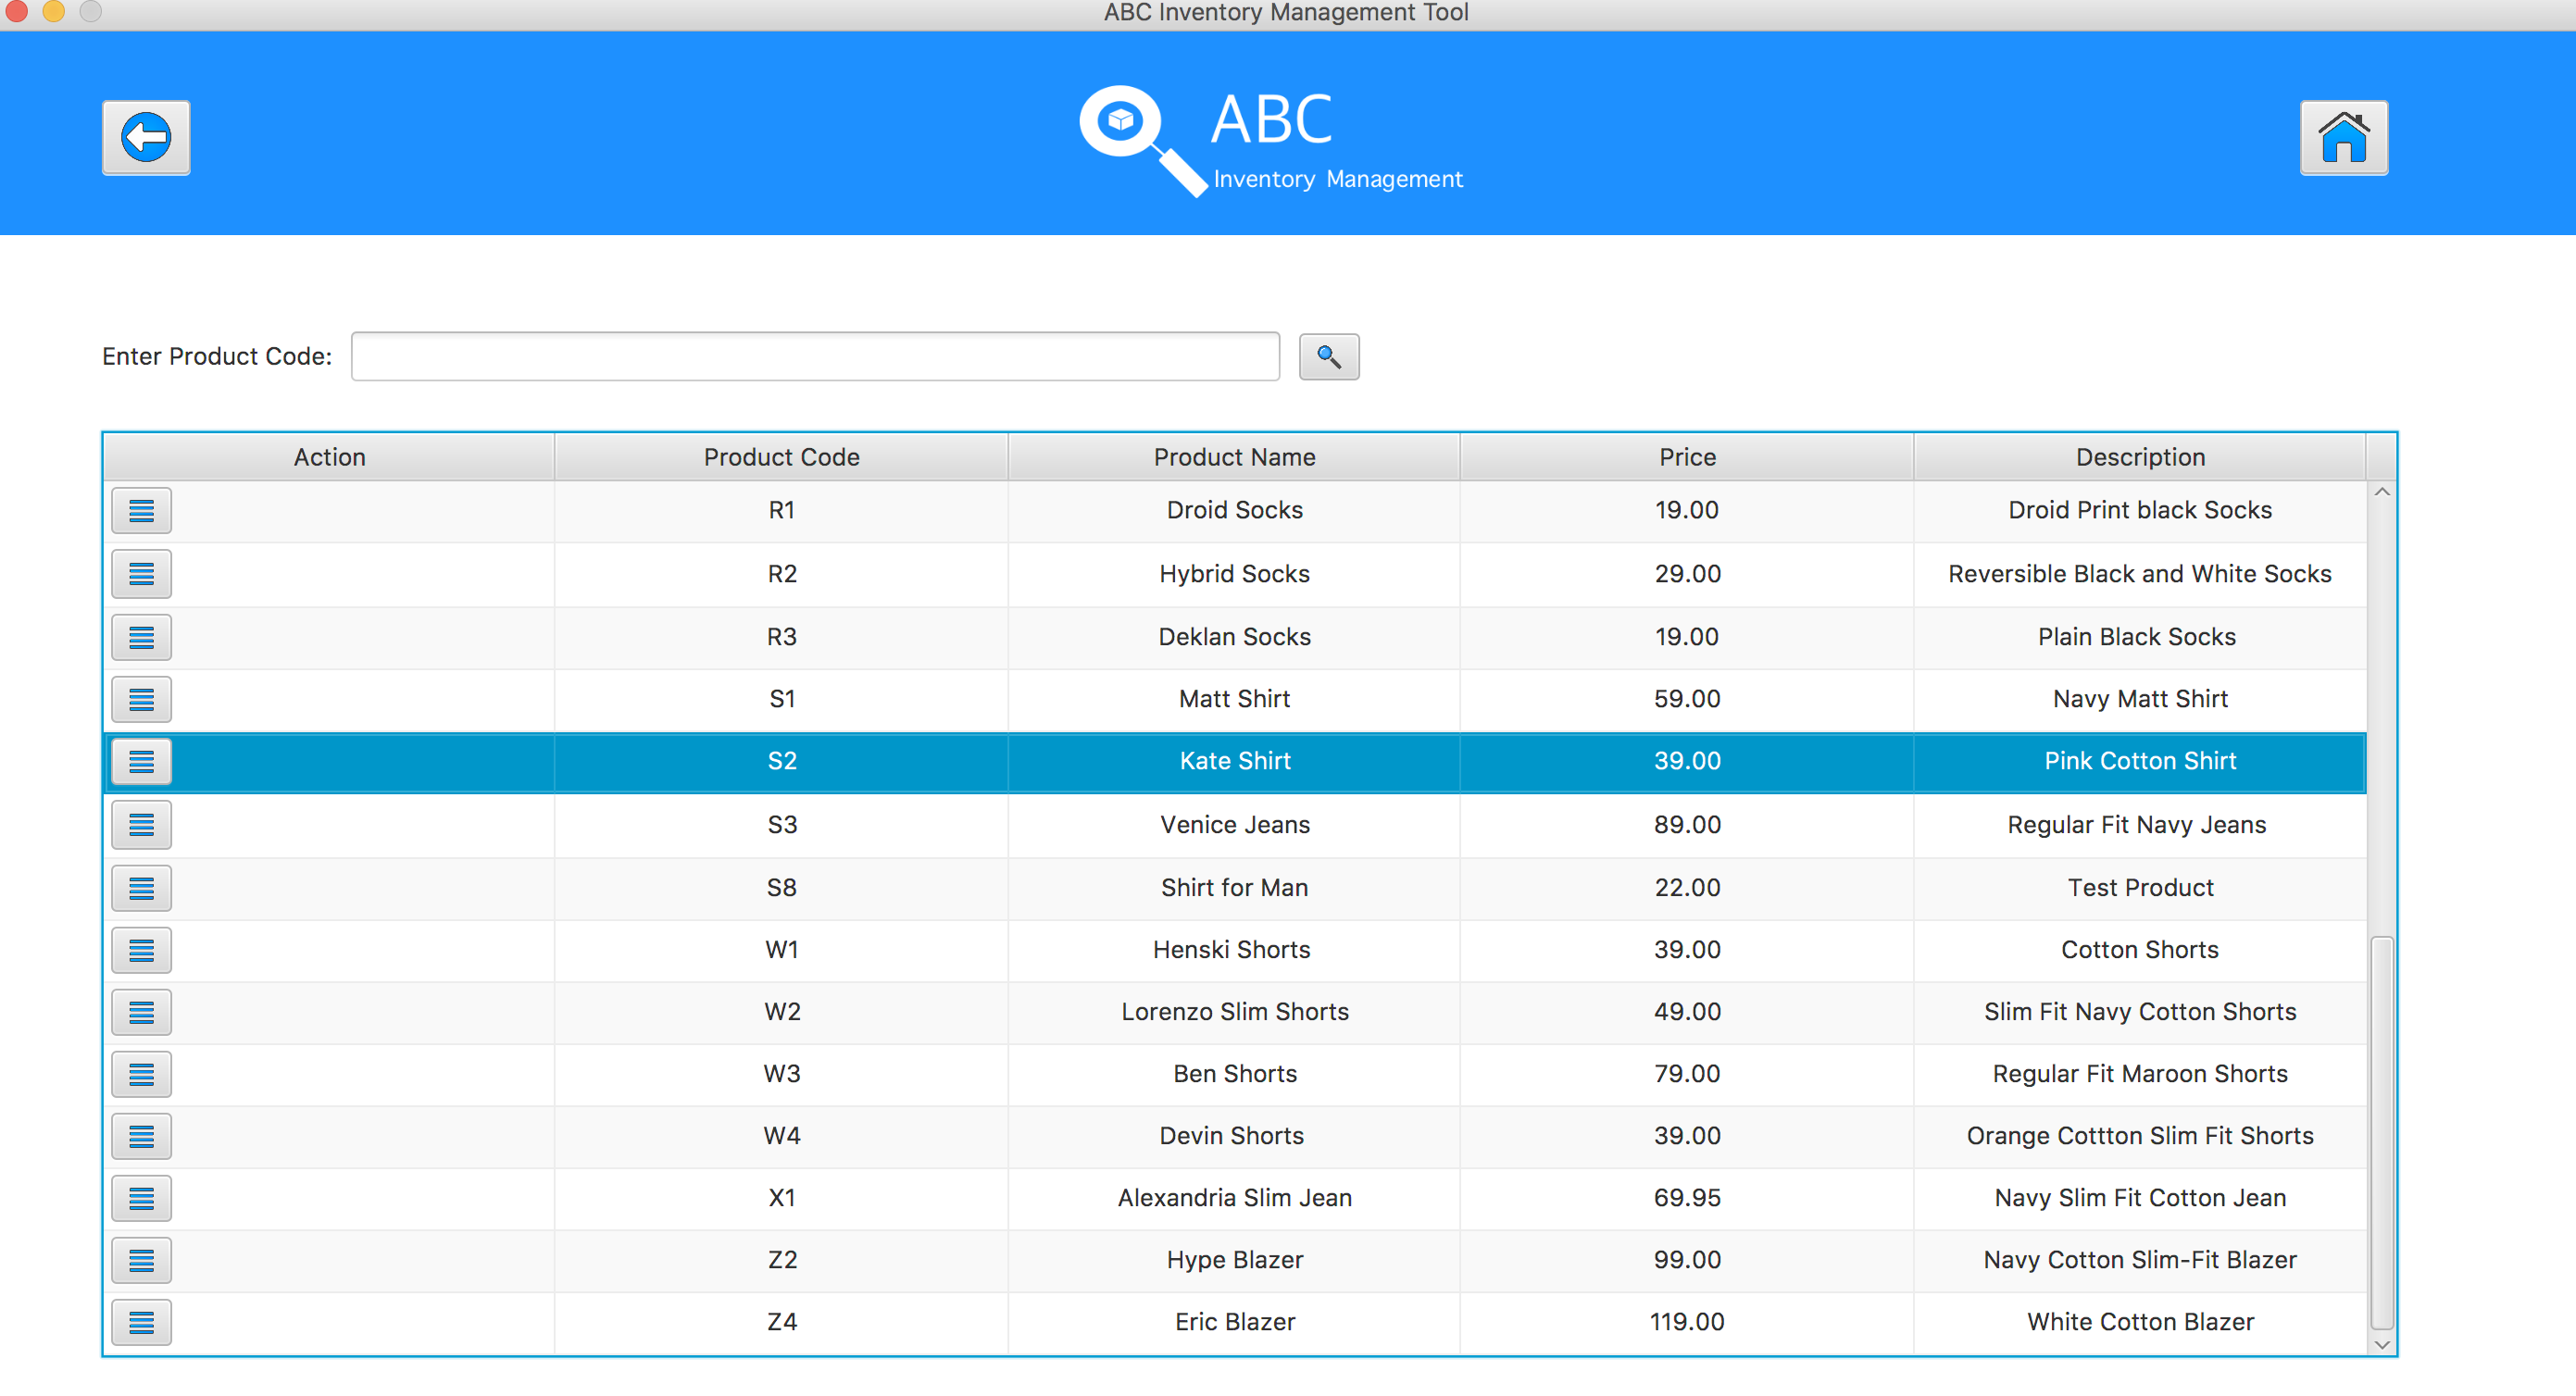 ABC Inventory Management Tool
ABC
Inventory Management
Enter Product Code:
Action Product Code Product Name Price Description
R1 Droid Socks 19.00 Droid Print black Socks
R2 Hybrid Socks 29.00 Reversible Black and White Socks
R3 Deklan Socks 19.00 Plain Black Socks
S1 Matt Shirt 59.00 Navy Matt Shirt
S2 Kate Shirt 39.00 Pink Cotton Shirt
S3 Venice Jeans 89.00 Regular Fit Navy Jeans
S8 Shirt for Man 22.00 Test Product
W1 Henski Shorts 39.00 Cotton Shorts
W2 Lorenzo Slim Shorts 49.00 Slim Fit Navy Cotton Shorts
W3 Ben Shorts 79.00 Regular Fit Maroon Shorts
W4 Devin Shorts 39.00 Orange Cottton Slim Fit Shorts
X1 Alexandria Slim Jean 69.95 Navy Slim Fit Cotton Jean
Z2 Hype Blazer 99.00 Navy Cotton Slim-Fit Blazer
Z4 Eric Blazer 119.00 White Cotton Blazer